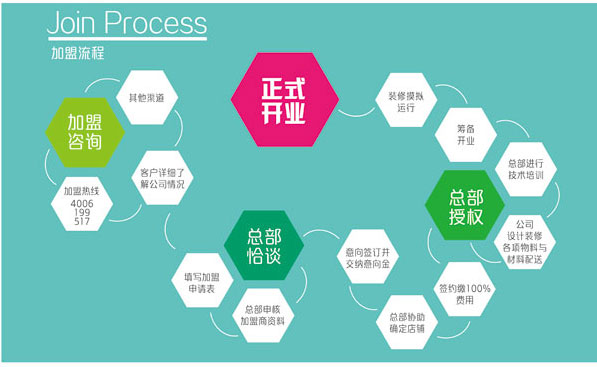 Join Process
加盟流程
加盟
咨询
其他渠道
加盟热线
4006
199
517
客户详细了
解公司情况
填写加盟
申请表
总部
恰谈
总部审核
加盟商资料
意向签订并
交纳意向金
总部协助
确定店铺
签约缴100%
费用
总部
授权
公司
设计装修
各项物料与
材料配送
总部进行
技术培训
筹备
开业
装修摸拟
运行
正式
开业